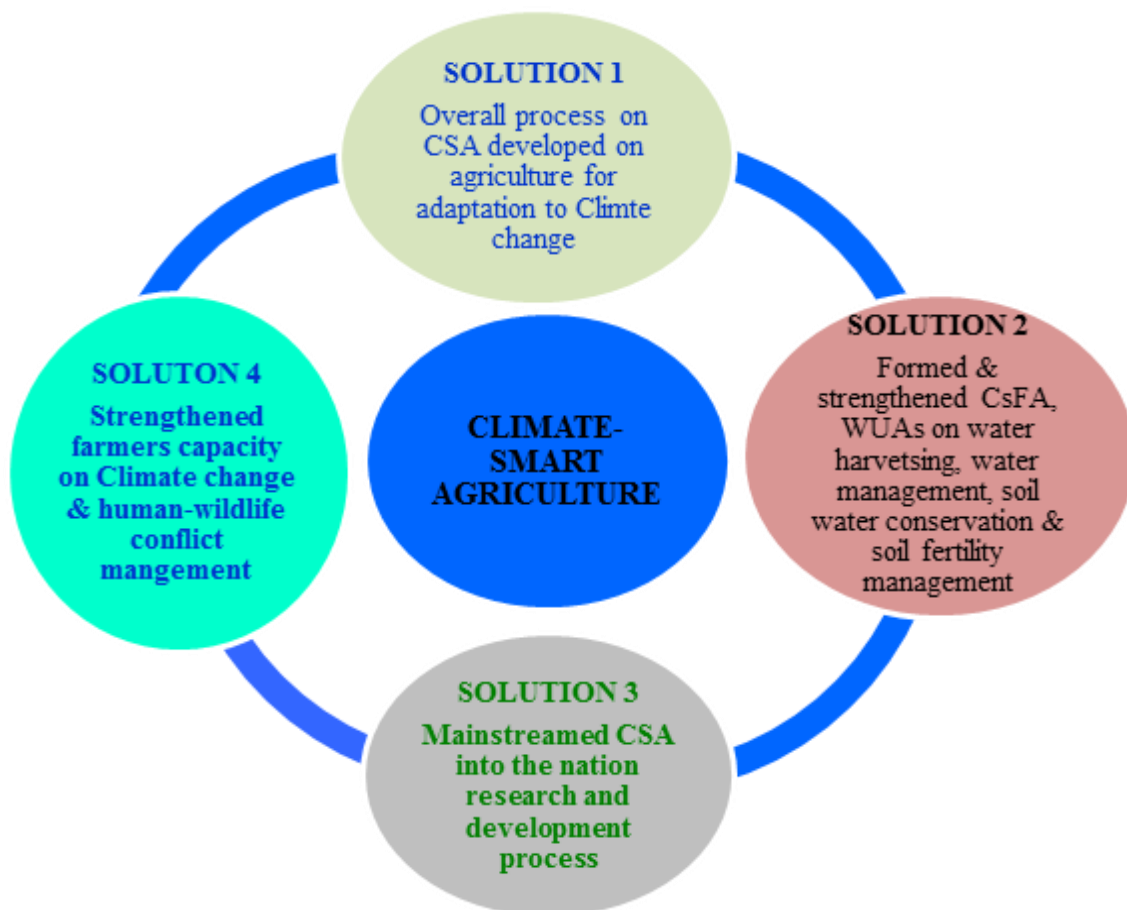 SOLUTION 1
Overall process on
CSA developed on
agriculture for
adaptation to Climte
change
SOLUTION 2
Formed &
strengthened CsFA,
WUAs on water
harvetsing, water
management, soil
water conservation &
soil fertility
management
SOLUTON 4
Strengthened
farmers capacity
on Climate change
& human-wildlife
conflict
mangement
CLIMATE-
SMART
AGRICULTURE
SOLUTION 3
Mainstreamed CSA
into the nation
research and
development
process